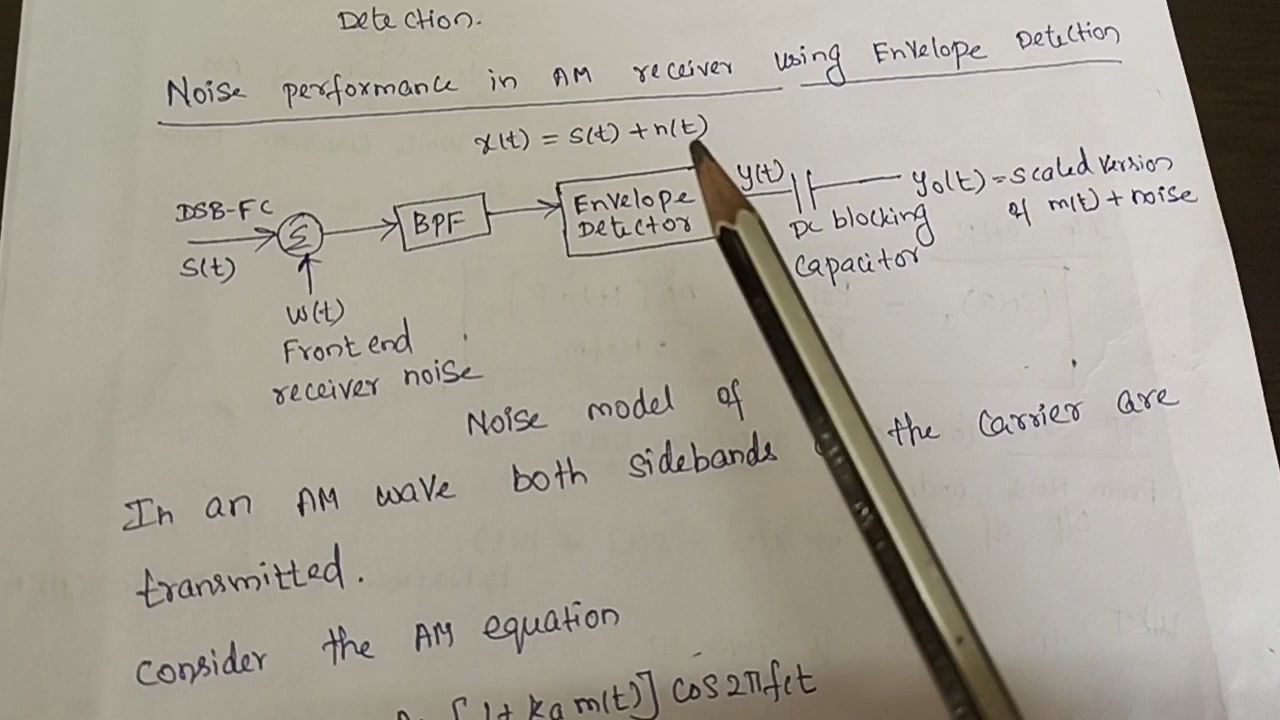 Detection.
Noise performance in AM receiver using Envelope Detection
x(t) = s(t) + n(t)
DSB-FC
s(t)
Σ
BPF
Envelope
Detector
y(t)
y0(t) = scaled version
of m(t) + noise
DC blocking
capacitor
w(t)
Front end
receiver noise
Noise model of
In an AM wave both sidebands the carrier are
transmitted.
Consider the AM equation
[1 + ka m(t)] cos 2πfct